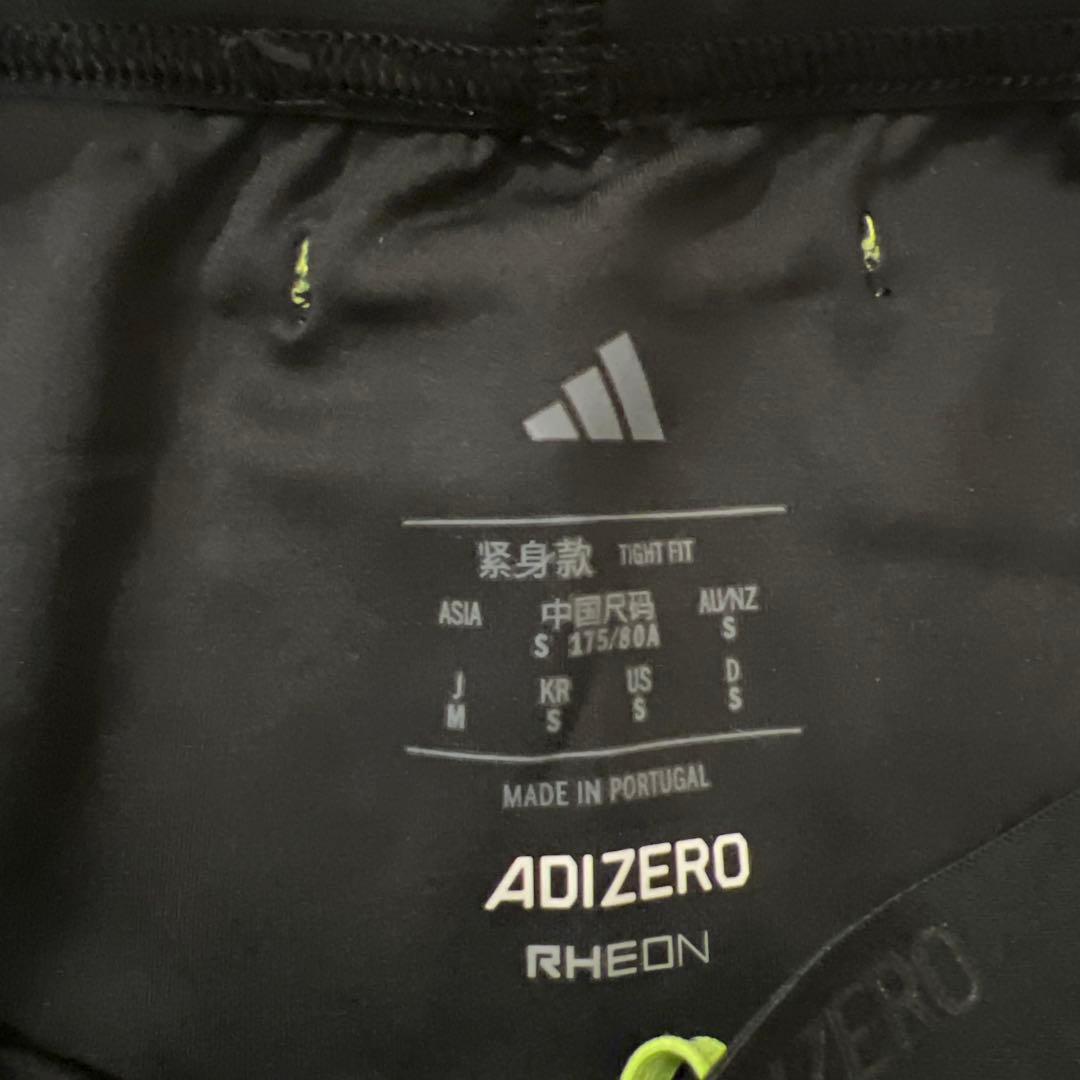 紧身款 TIGHT FIT
ASIA 中国尺码 AU/NZ
S 175/80A S
J KR US D
M S S S
MADE IN PORTUGAL
ADIZERO
RHEON
ZERO